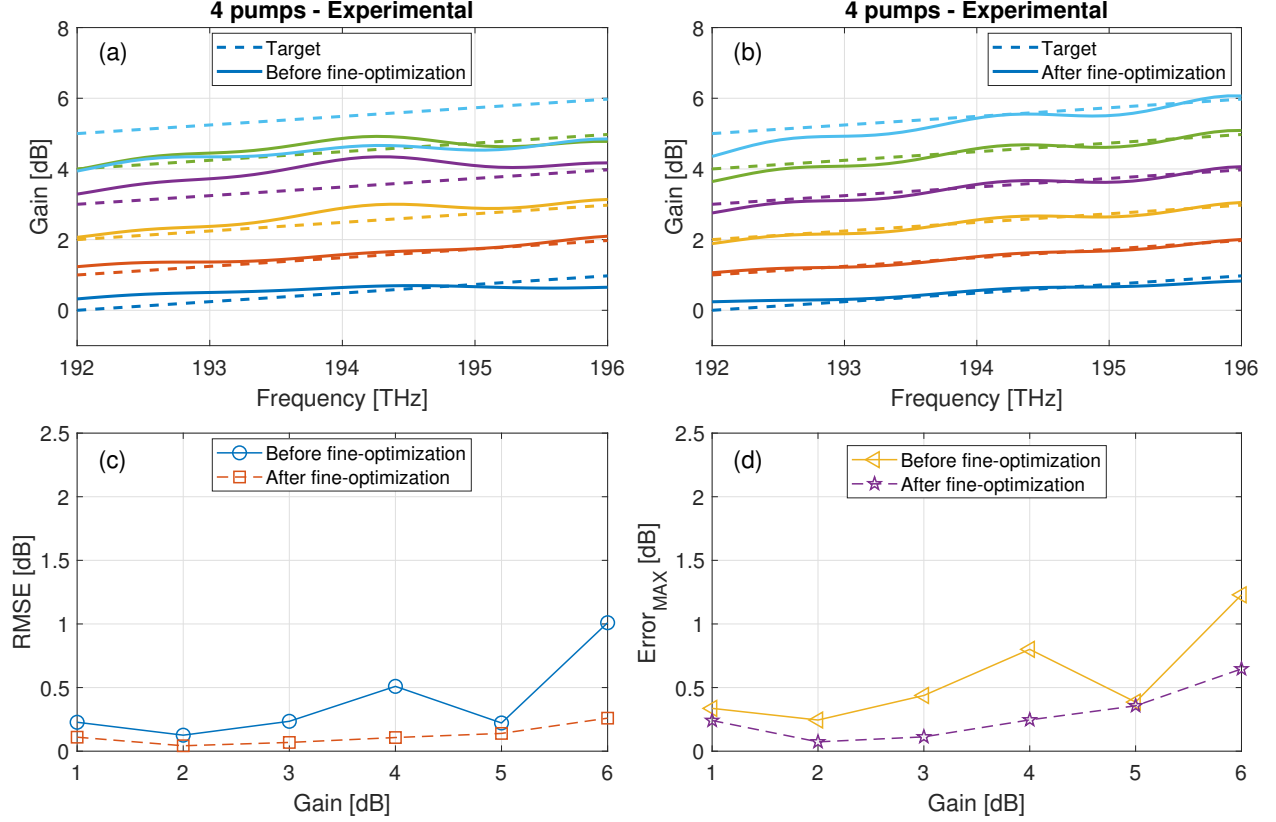 4 pumps - Experimental
(a)
Target
Before fine-optimization
8
6
4
2
0
Gain [dB]
192
193
194
195
196
Frequency [THz]
4 pumps - Experimental
(b)
Target
After fine-optimization
8
6
4
2
0
Gain [dB]
192
193
194
195
196
Frequency [THz]
(c)
Before fine-optimization
After fine-optimization
2.5
2
1.5
1
0.5
0
RMSE [dB]
1
2
3
4
5
6
Gain [dB]
(d)
Before fine-optimization
After fine-optimization
2.5
2
1.5
1
0.5
0
Error_MAX [dB]
1
2
3
4
5
6
Gain [dB]